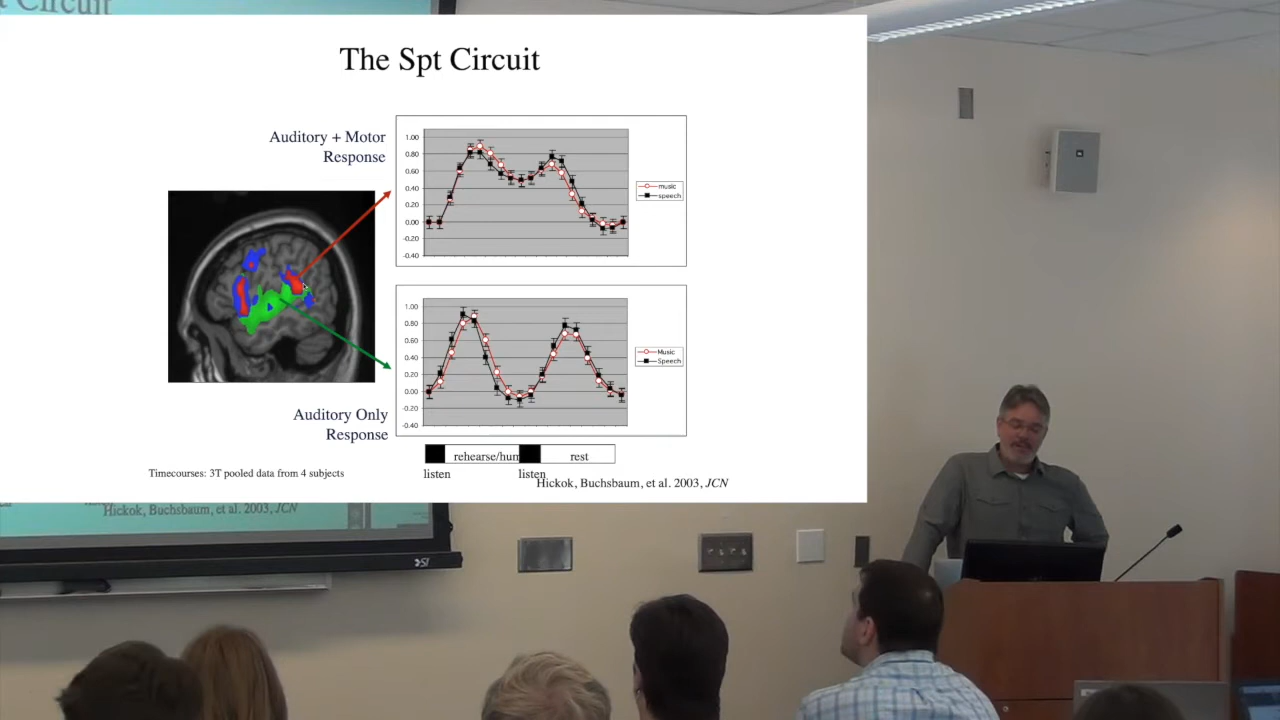 Circuit
The Spt Circuit
Auditory + Motor
Response
1.00
0.80
0.60
0.40
0.20
0.00
-0.20
-0.40
music
speech
1.00
0.80
0.60
0.40
0.20
0.00
-0.20
-0.40
Music
Speech
Auditory Only
Response
rehearse/hum
rest
listen
listen
Timecourses: 3T pooled data from 4 subjects
Hickok, Buchsbaum, et al. 2003, JCN
Hickok, Buchsbaum, et al. 2003, JCN